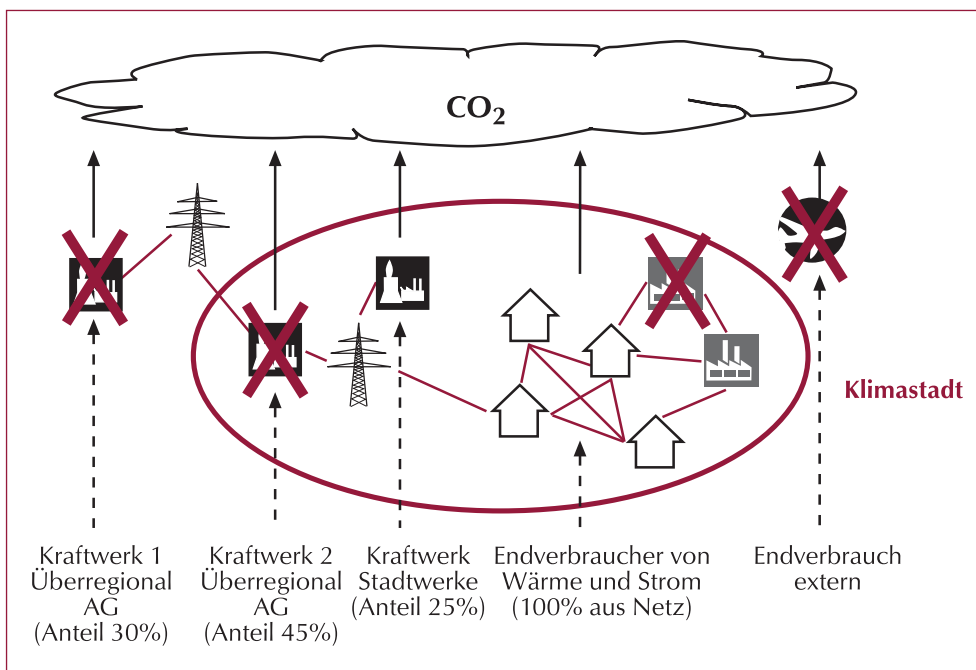 CO₂
Klimastadt
Kraftwerk 1
Überregional
AG
(Anteil 30%)
Kraftwerk 2
Überregional
AG
(Anteil 45%)
Kraftwerk
Stadtwerke
(Anteil 25%)
Endverbraucher von
Wärme und Strom
(100% aus Netz)
Endverbrauch
extern